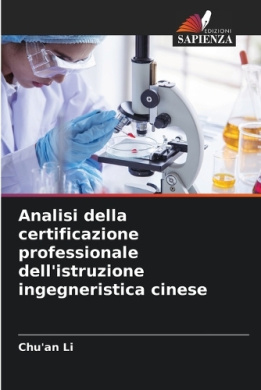 EDIZIONI
SAPIENZA
Analisi della
certificazione
professionale
dell'istruzione
ingegneristica cinese
Chu'an Li